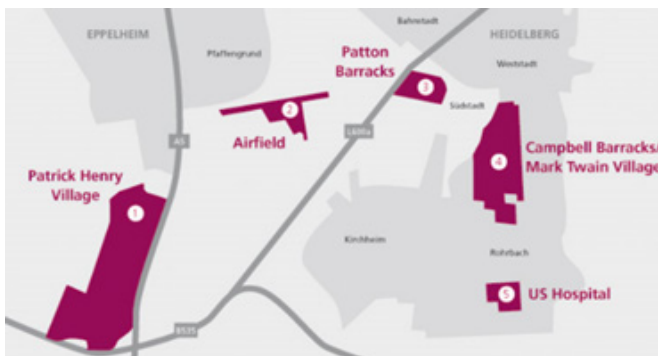 EPPELHEIM
Pfaffengrund
Bahnstadt
HEIDELBERG
Weststadt
Patton
Barracks
3
Südstadt
2
Airfield
A5
L600a
4
Campbell Barracks/
Mark Twain Village
Patrick Henry
Village
1
Kirchheim
Rohrbach
5
US Hospital
B535